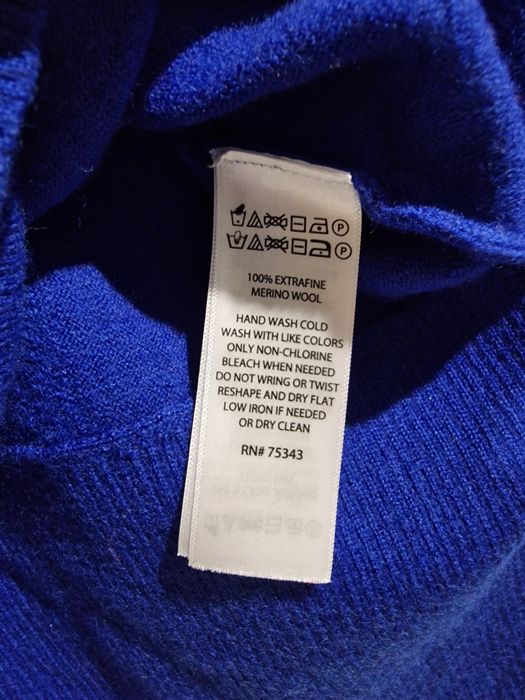 P
P
100% EXTRAFINE
MERINO WOOL
HAND WASH COLD
WASH WITH LIKE COLORS
ONLY NON-CHLORINE
BLEACH WHEN NEEDED
DO NOT WRING OR TWIST
RESHAPE AND DRY FLAT
LOW IRON IF NEEDED
OR DRY CLEAN
RN# 75343